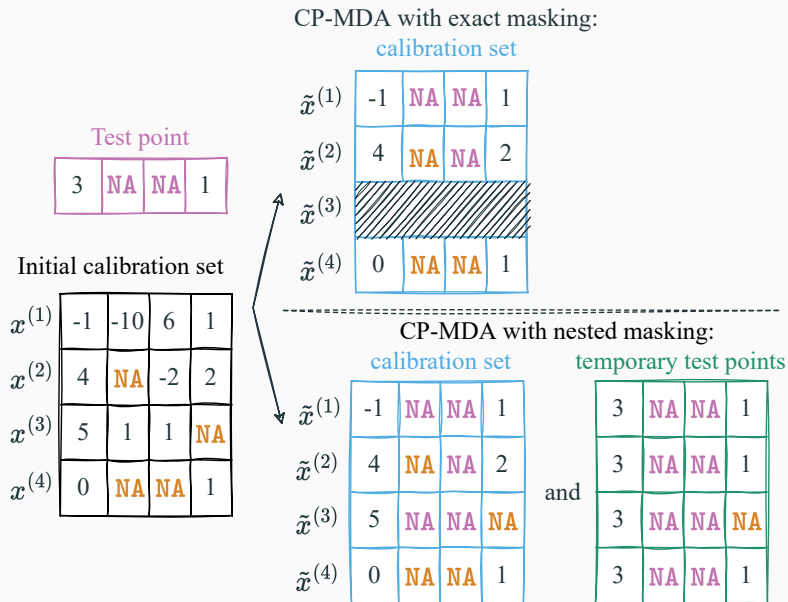 CP-MDA with exact masking:
calibration set
x̃⁽¹⁾ -1 NA NA 1
x̃⁽²⁾ 4 NA NA 2
x̃⁽³⁾
x̃⁽⁴⁾ 0 NA NA 1
Test point
3 NA NA 1
Initial calibration set
x⁽¹⁾ -1 -10 6 1
x⁽²⁾ 4 NA -2 2
x⁽³⁾ 5 1 1 NA
x⁽⁴⁾ 0 NA NA 1
CP-MDA with nested masking:
calibration set
x̃⁽¹⁾ -1 NA NA 1
x̃⁽²⁾ 4 NA NA 2
x̃⁽³⁾ 5 NA NA NA
x̃⁽⁴⁾ 0 NA NA 1
and
temporary test points
3 NA NA 1
3 NA NA 1
3 NA NA NA
3 NA NA 1